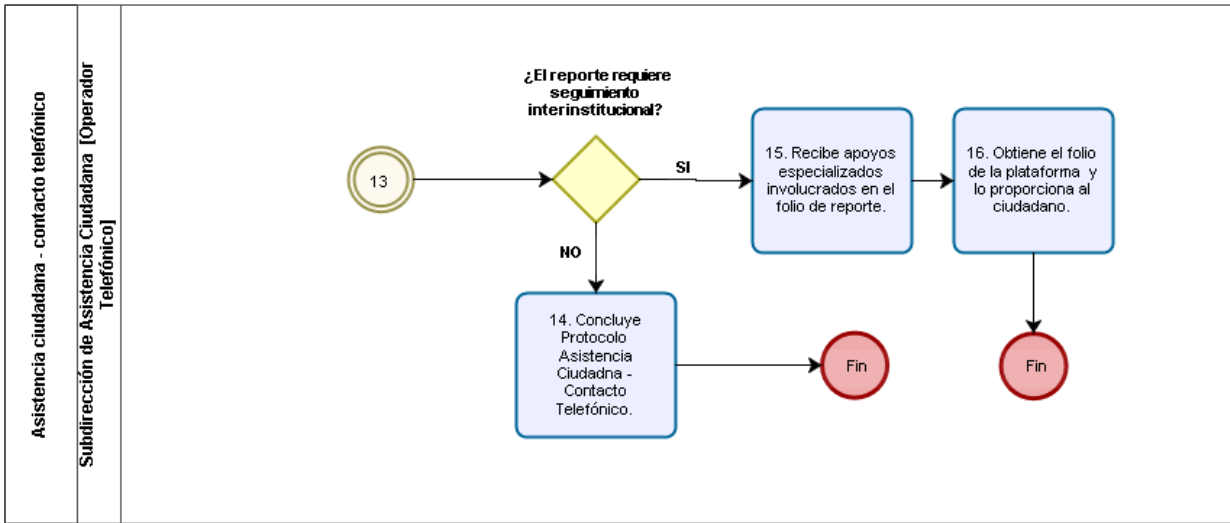 Asistencia ciudadana - contacto telefónico
Subdirección de Asistencia Ciudadana [Operador
Telefónico]
13
¿El reporte requiere
seguimiento
interinstitucional?
SI
NO
15. Recibe apoyos
especializados
involucrados en el
folio de reporte.
16. Obtiene el folio
de la plataforma y
lo proporciona al
ciudadano.
14. Concluye
Protocolo
Asistencia
Ciudadna -
Contacto
Telefónico.
Fin
Fin